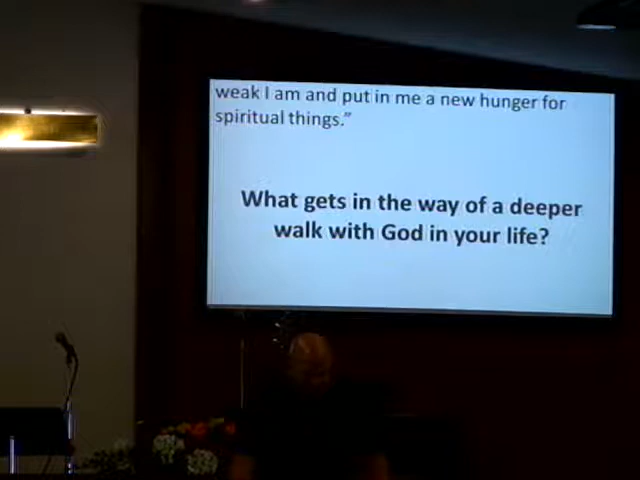 weak I am and put in me a new hunger for
spiritual things.”
What gets in the way of a deeper
walk with God in your life?